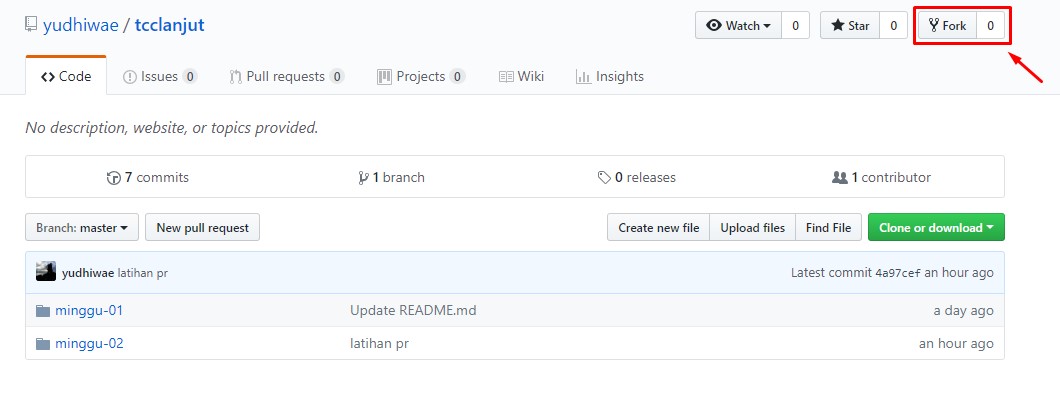 yudhiwae / tcclanjut Watch 0 Star 0 Fork 0
Code Issues 0 Pull requests 0 Projects 0 Wiki Insights
No description, website, or topics provided.
7 commits 1 branch 0 releases 1 contributor
Branch: master New pull request Create new file Upload files Find File Clone or download
yudhiwae latihan pr Latest commit 4a97cef an hour ago
minggu-01 Update README.md a day ago
minggu-02 latihan pr an hour ago